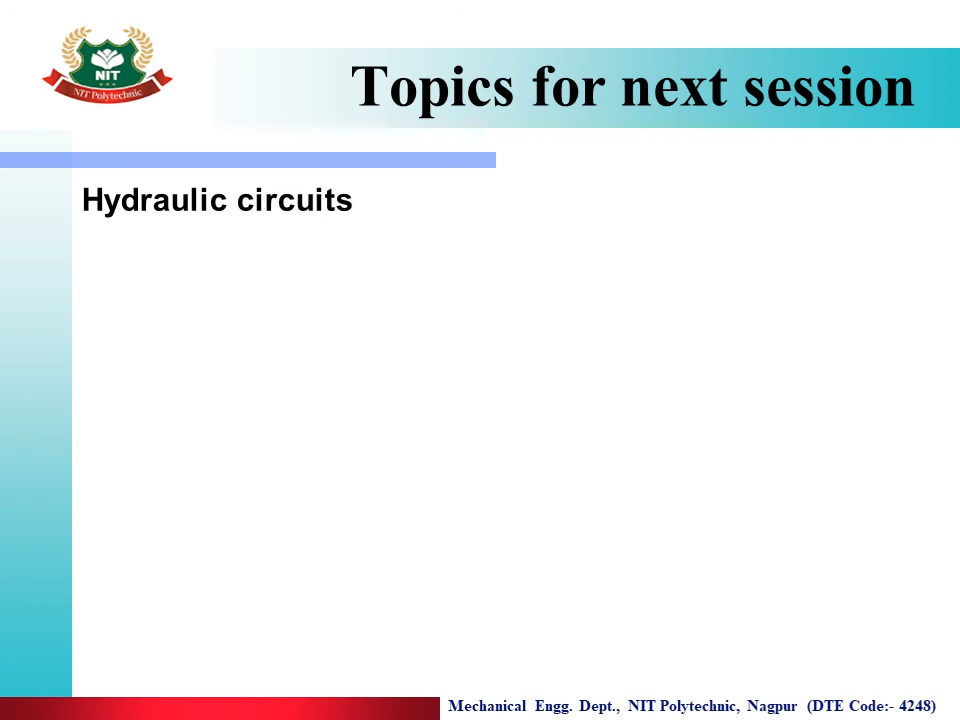 NIT
NIT Polytechnic
Topics for next session
Hydraulic circuits
Mechanical Engg. Dept., NIT Polytechnic, Nagpur (DTE Code:- 4248)